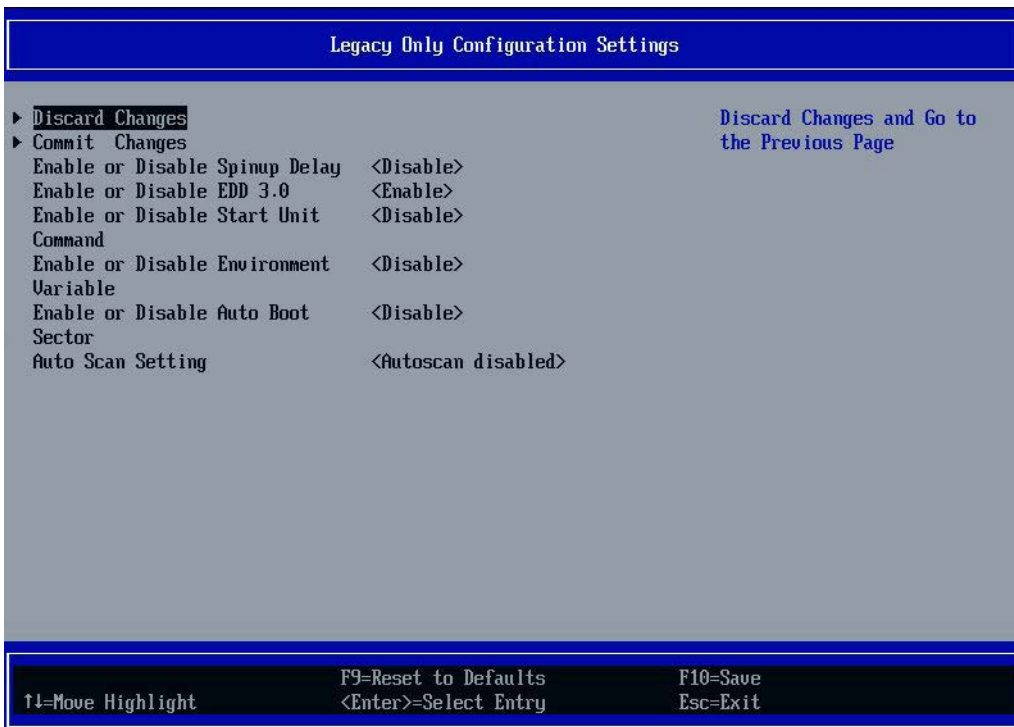 Legacy Only Configuration Settings
▶ Discard Changes
▶ Commit  Changes
Enable or Disable Spinup Delay <Disable>
Enable or Disable EDD 3.0 <Enable>
Enable or Disable Start Unit <Disable>
Command
Enable or Disable Environment <Disable>
Variable
Enable or Disable Auto Boot <Disable>
Sector
Auto Scan Setting <Autoscan disabled>
Discard Changes and Go to
the Previous Page
F9=Reset to Defaults F10=Save
↑↓=Move Highlight <Enter>=Select Entry Esc=Exit